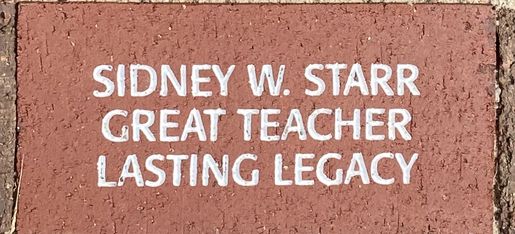 SIDNEY W. STARR
GREAT TEACHER
LASTING LEGACY